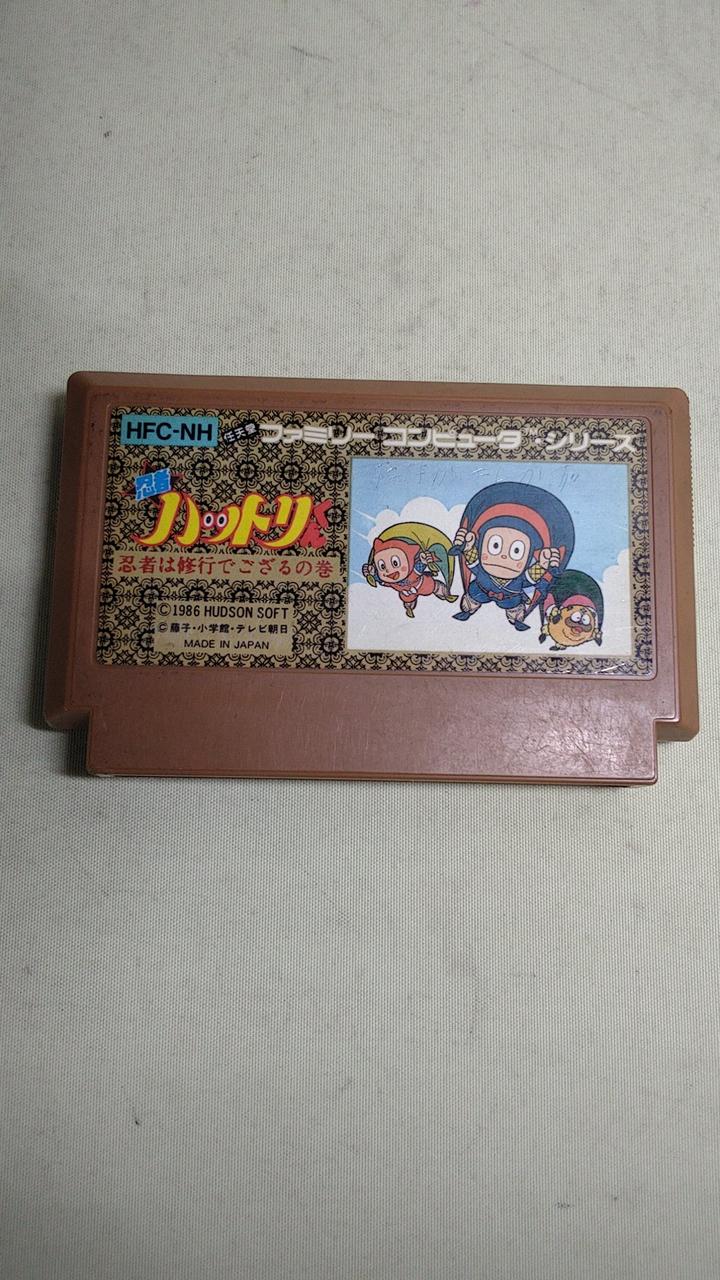 HFC-NH
任天堂 ファミリーコンピュータ™シリーズ
忍者
ハットリくん
忍者は修行でござるの巻
©1986 HUDSON SOFT
©藤子・小学館・テレビ朝日
MADE IN JAPAN